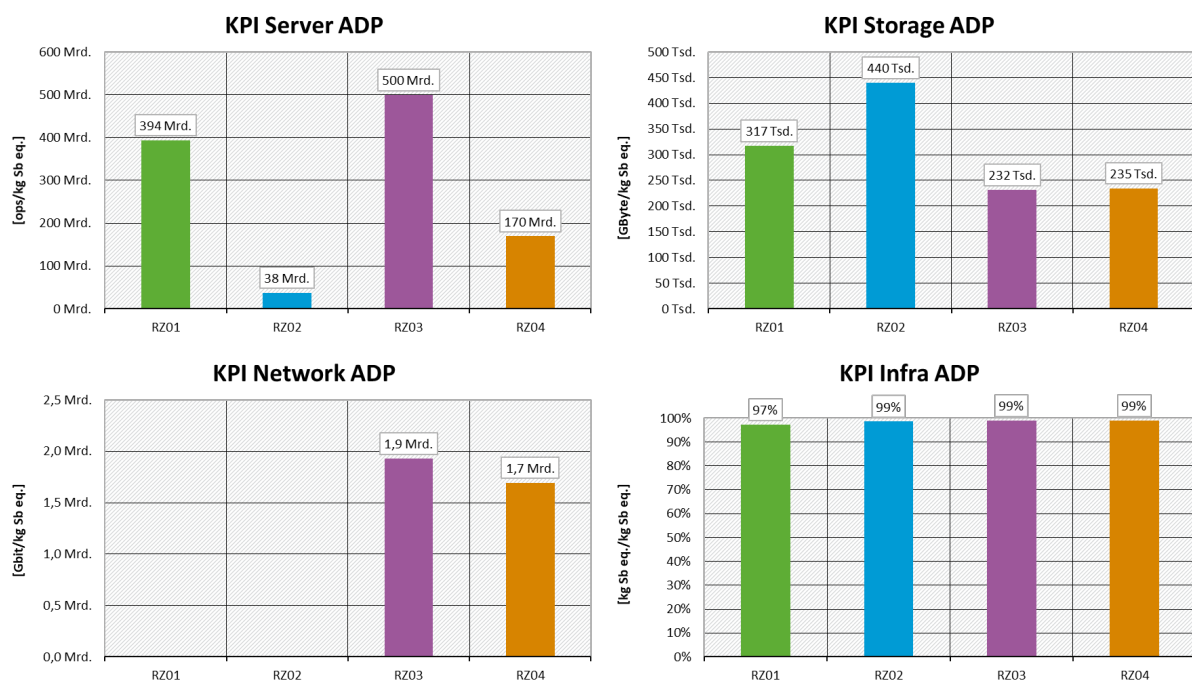 KPI Server ADP
[ops/kg Sb eq.]
600 Mrd.
500 Mrd.
400 Mrd.
300 Mrd.
200 Mrd.
100 Mrd.
0 Mrd.
394 Mrd.
38 Mrd.
500 Mrd.
170 Mrd.
RZ01 RZ02 RZ03 RZ04
KPI Storage ADP
[GByte/kg Sb eq.]
500 Tsd.
450 Tsd.
400 Tsd.
350 Tsd.
300 Tsd.
250 Tsd.
200 Tsd.
150 Tsd.
100 Tsd.
50 Tsd.
0 Tsd.
317 Tsd.
440 Tsd.
232 Tsd.
235 Tsd.
RZ01 RZ02 RZ03 RZ04
KPI Network ADP
[Gbit/kg Sb eq.]
2,5 Mrd.
2,0 Mrd.
1,5 Mrd.
1,0 Mrd.
0,5 Mrd.
0,0 Mrd.
1,9 Mrd.
1,7 Mrd.
RZ01 RZ02 RZ03 RZ04
KPI Infra ADP
[kg Sb eq./kg Sb eq.]
100%
90%
80%
70%
60%
50%
40%
30%
20%
10%
0%
97%
99%
99%
99%
RZ01 RZ02 RZ03 RZ04